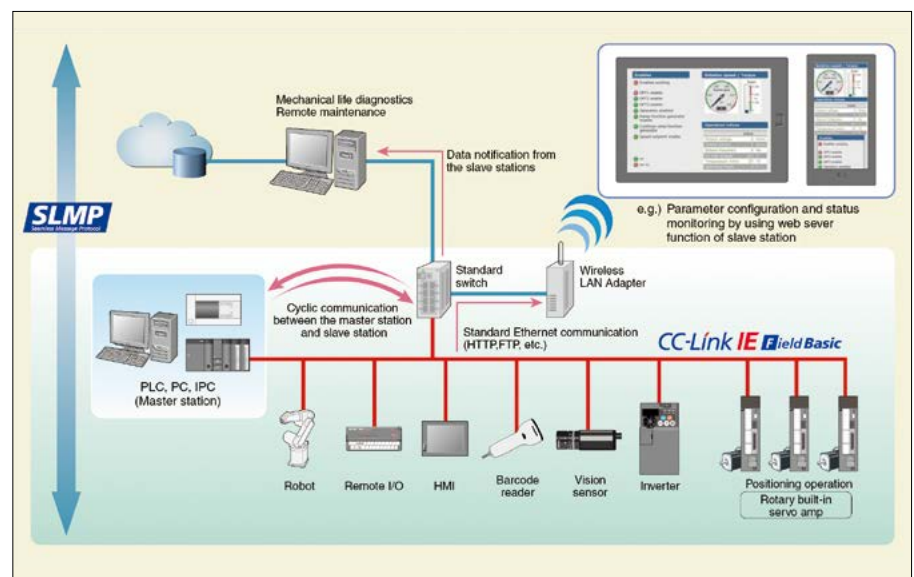 Mechanical life diagnostics
Remote maintenance
Data notification from
the slave stations
e.g.) Parameter configuration and status
monitoring by using web sever
function of slave station
SLMP
Seamless Message Protocol
Standard
switch
Wireless
LAN Adapter
Cyclic communication
between the master station
and slave station
Standard Ethernet communication
(HTTP,FTP, etc.)
CC-Link IE Field Basic
PLC, PC, IPC
(Master station)
Robot
Remote I/O
HMI
Barcode
reader
Vision
sensor
Inverter
Positioning operation
Rotary built-in
servo amp